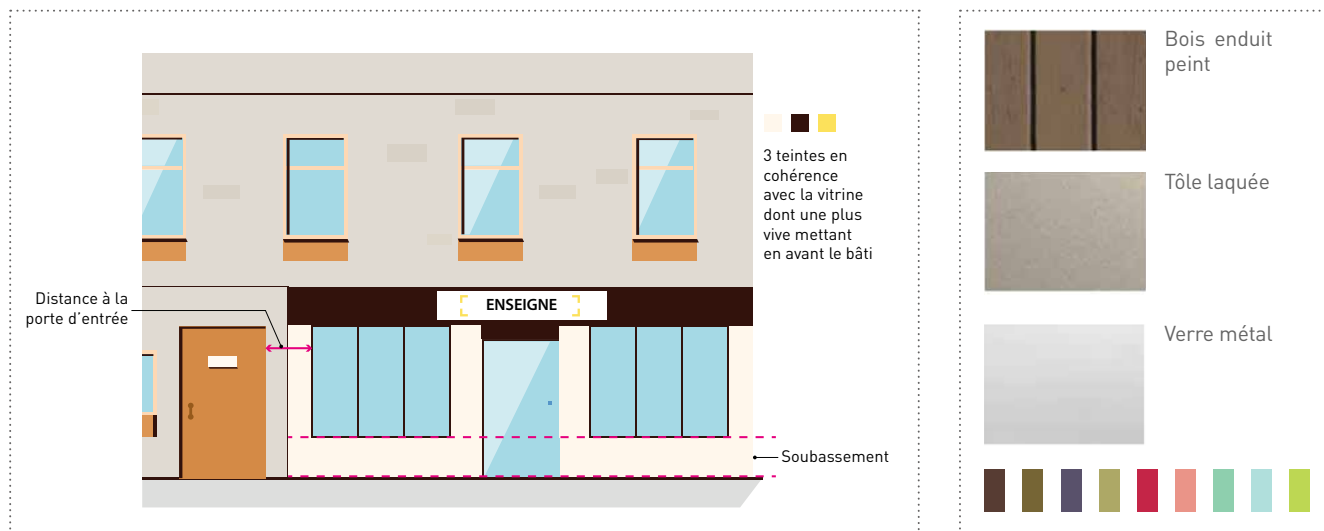 3 teintes en
cohérence
avec la vitrine
dont une plus
vive mettant
en avant le bâti
Distance à la
porte d'entrée
ENSEIGNE
Soubassement
Bois enduit
peint
Tôle laquée
Verre métal